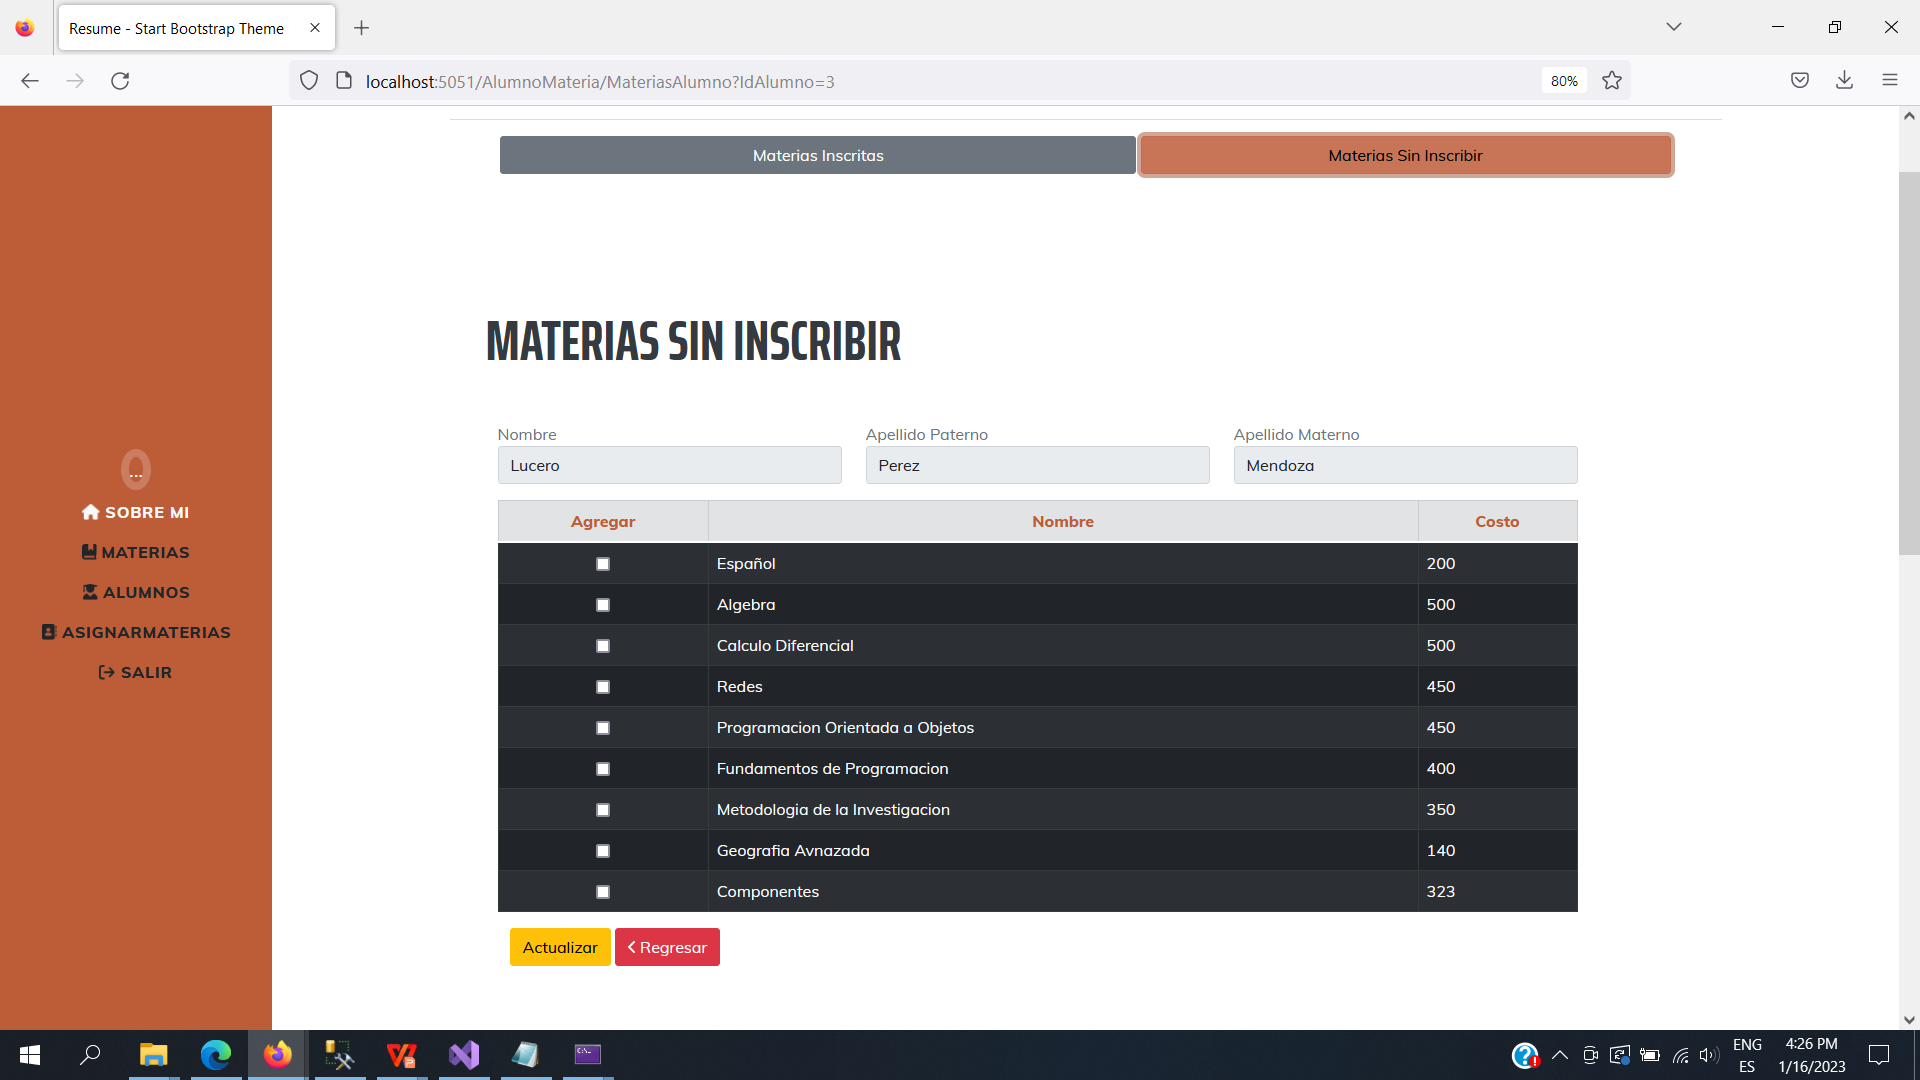 Resume - Start Bootstrap Theme
localhost:5051/AlumnoMateria/MateriasAlumno?IdAlumno=3
80%
Materias Inscritas
Materias Sin Inscribir
MATERIAS SIN INSCRIBIR
...
SOBRE MI
MATERIAS
ALUMNOS
ASIGNARMATERIAS
SALIR
Nombre Apellido Paterno Apellido Materno
Lucero Perez Mendoza
Agregar Nombre Costo
Español 200
Algebra 500
Calculo Diferencial 500
Redes 450
Programacion Orientada a Objetos 450
Fundamentos de Programacion 400
Metodologia de la Investigacion 350
Geografia Avnazada 140
Componentes 323
Actualizar
Regresar
ENG
ES
4:26 PM
1/16/2023